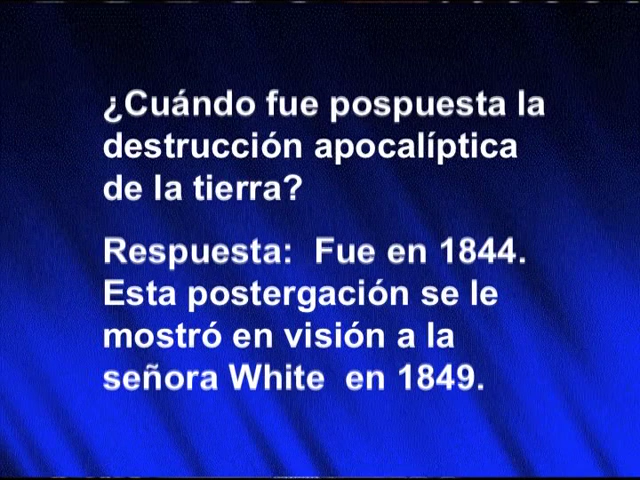 ¿Cuándo fue pospuesta la
destrucción apocalíptica
de la tierra?
Respuesta:  Fue en 1844.
Esta postergación se le
mostró en visión a la
señora White  en 1849.